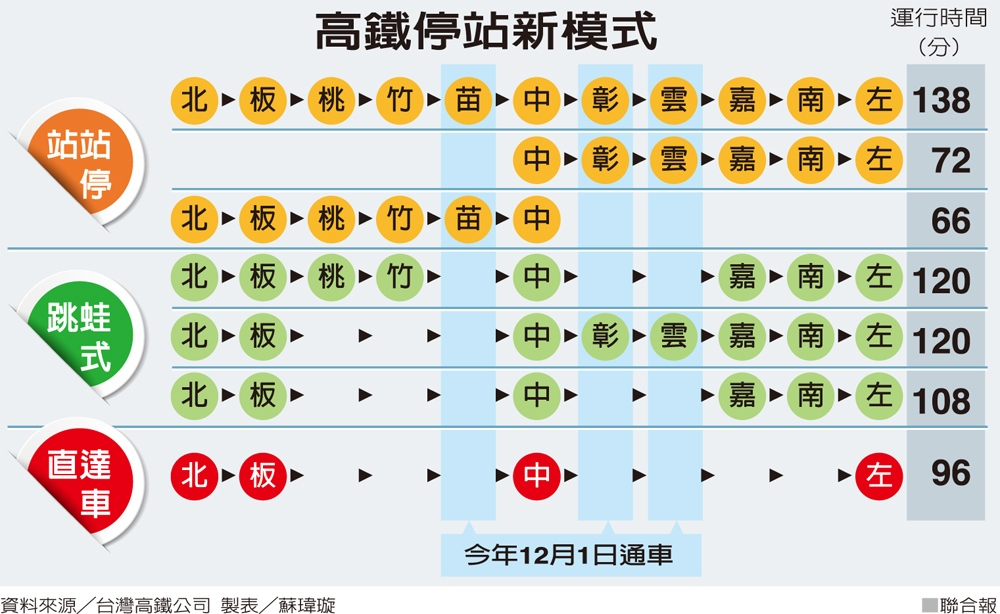 高鐵停站新模式
運行時間
（分）
站站
停
北 板 桃 竹 苗 中 彰 雲 嘉 南 左 138
中 彰 雲 嘉 南 左 72
北 板 桃 竹 苗 中 66
跳蛙
式
北 板 桃 竹 中 嘉 南 左 120
北 板 中 彰 雲 嘉 南 左 120
北 板 中 嘉 南 左 108
直達
車
北 板 中 左 96
今年12月1日通車
資料來源／台灣高鐵公司 製表／蘇瑋璇
聯合報